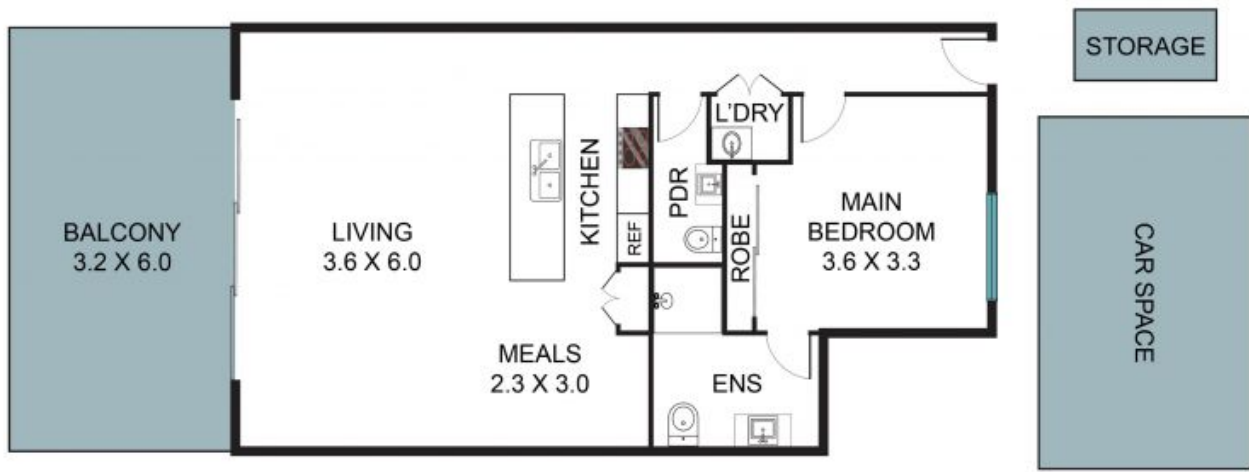 STORAGE
L'DRY
KITCHEN
PDR
REF
ROBE
BALCONY
3.2 X 6.0
LIVING
3.6 X 6.0
MAIN
BEDROOM
3.6 X 3.3
CAR SPACE
MEALS
2.3 X 3.0
ENS